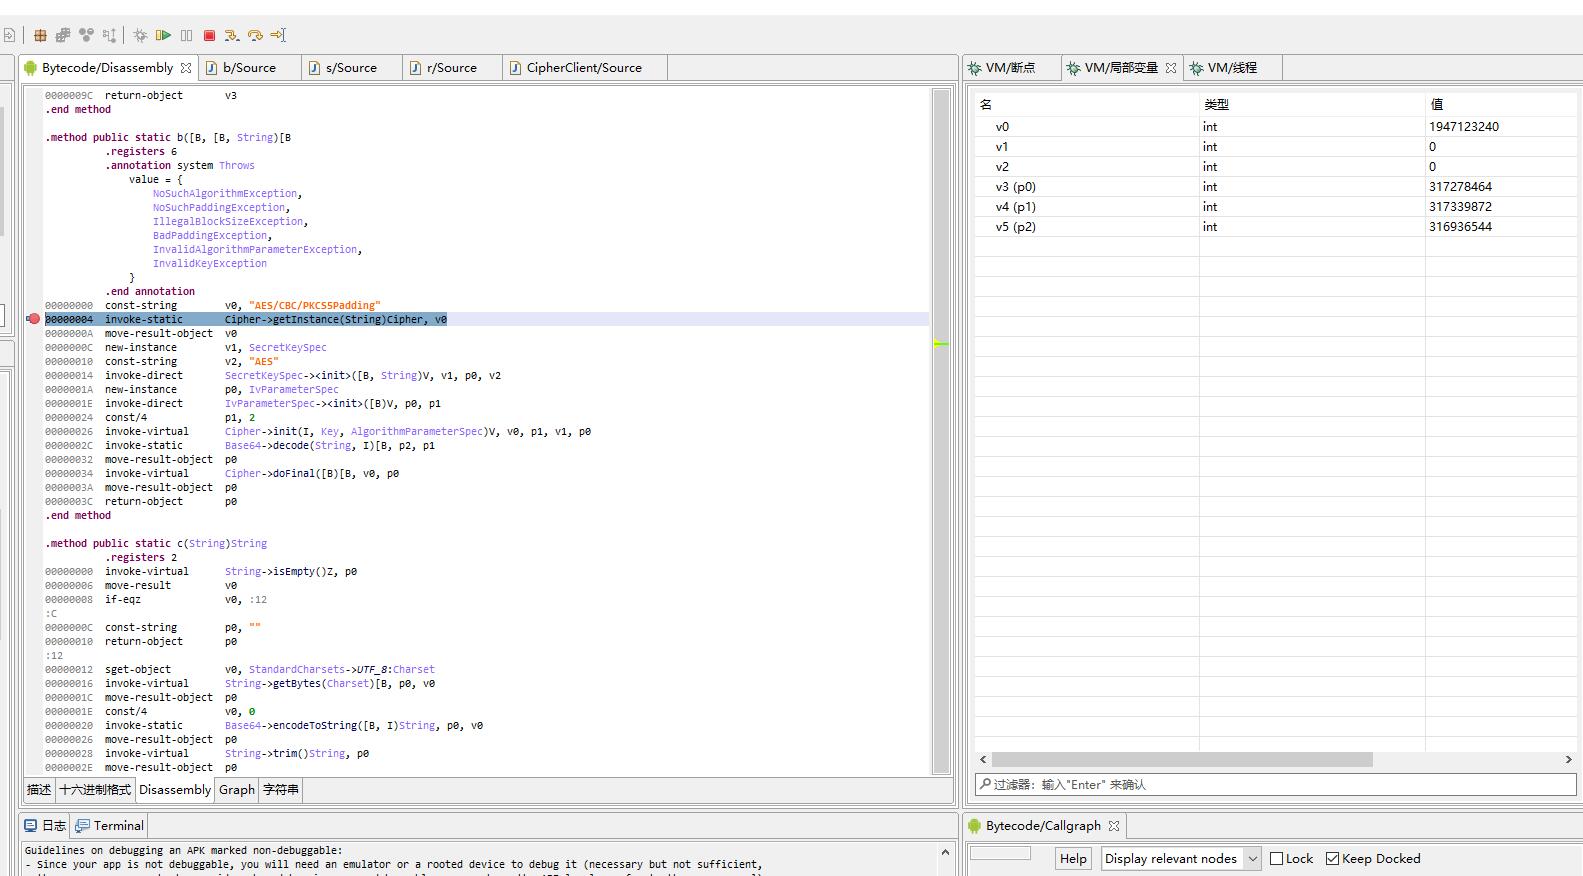 Bytecode/Disassembly
b/Source
s/Source
r/Source
CipherClient/Source
0000009C return-object v3
.end method
.method public static b([B, [B, String)[B
.registers 6
.annotation system Throws
value = {
NoSuchAlgorithmException,
NoSuchPaddingException,
IllegalBlockSizeException,
BadPaddingException,
InvalidAlgorithmParameterException,
InvalidKeyException
}
.end annotation
00000000 const-string v0, "AES/CBC/PKCS5Padding"
00000004 invoke-static Cipher->getInstance(String)Cipher, v0
0000000A move-result-object v0
0000000C new-instance v1, SecretKeySpec
00000010 const-string v2, "AES"
00000014 invoke-direct SecretKeySpec-><init>([B, String)V, v1, p0, v2
0000001A new-instance p0, IvParameterSpec
0000001E invoke-direct IvParameterSpec-><init>([B)V, p0, p1
00000024 const/4 p1, 2
00000026 invoke-virtual Cipher->init(I, Key, AlgorithmParameterSpec)V, v0, p1, v1, p0
0000002C invoke-static Base64->decode(String, I)[B, p2, p1
00000032 move-result-object p0
00000034 invoke-virtual Cipher->doFinal([B)[B, v0, p0
0000003A move-result-object p0
0000003C return-object p0
.end method
.method public static c(String)String
.registers 2
00000000 invoke-virtual String->isEmpty()Z, p0
00000006 move-result v0
00000008 if-eqz v0, :12
:C
0000000C const-string p0, ""
00000010 return-object p0
:12
00000012 sget-object v0, StandardCharsets->UTF_8:Charset
00000016 invoke-virtual String->getBytes(Charset)[B, p0, v0
0000001C move-result-object p0
0000001E const/4 v0, 0
00000020 invoke-static Base64->encodeToString([B, I)String, p0, v0
00000026 move-result-object p0
00000028 invoke-virtual String->trim()String, p0
0000002E move-result-object p0
描述 十六进制格式 Disassembly Graph 字符串
日志 Terminal
Guidelines on debugging an APK marked non-debuggable:
- Since your app is not debuggable, you will need an emulator or a rooted device to debug it (necessary but not sufficient,
VM/断点
VM/局部变量
VM/线程
名 类型 值
v0 int 1947123240
v1 int 0
v2 int 0
v3 (p0) int 317278464
v4 (p1) int 317339872
v5 (p2) int 316936544
过滤器: 输入"Enter" 来确认
Bytecode/Callgraph
Help Display relevant nodes Lock Keep Docked